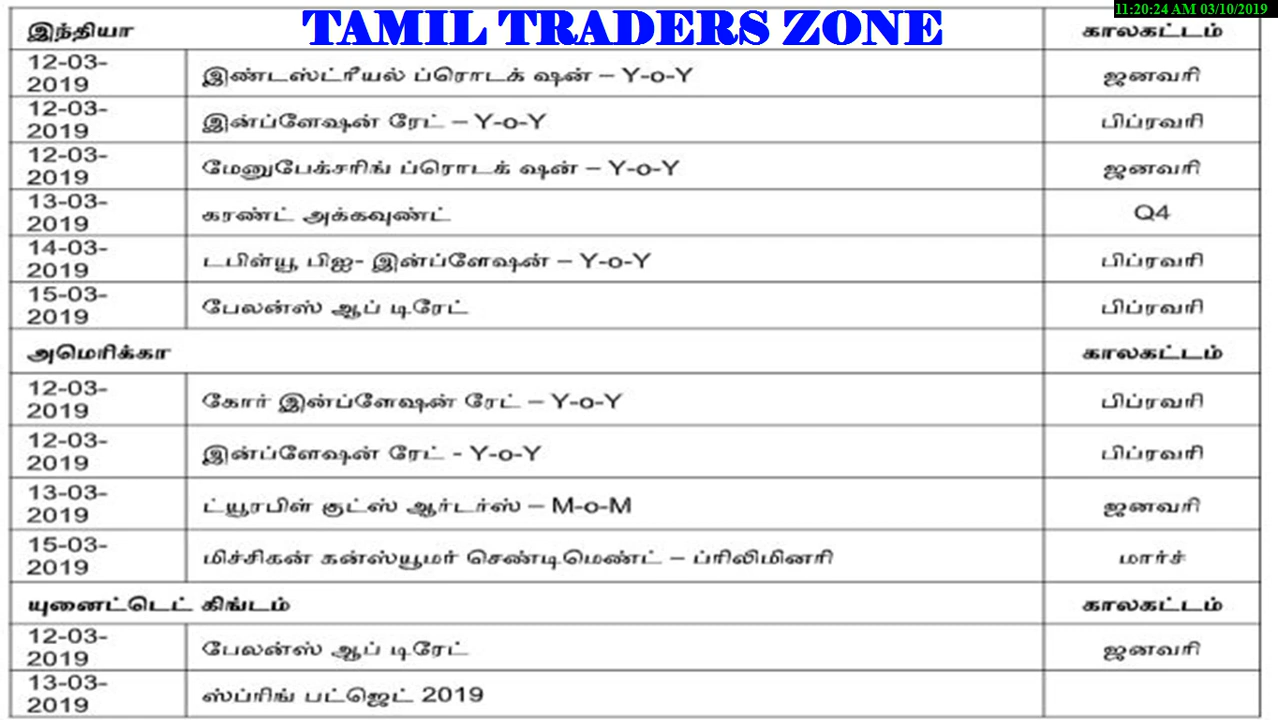 11:20:24 AM 03/10/2019
TAMIL TRADERS ZONE
இந்தியா காலகட்டம்
12-03-
2019 இண்டஸ்ட்ரீயல் ப்ரொடக் ஷன் – Y-o-Y ஜனவரி
12-03-
2019 இன்ப்ளேஷன் ரேட் – Y-o-Y பிப்ரவரி
12-03-
2019 மேனுபேக்சரிங் ப்ரொடக் ஷன் – Y-o-Y ஜனவரி
13-03-
2019 கரண்ட் அக்கவுண்ட் Q4
14-03-
2019 டபிள்யூ பிஐ- இன்ப்ளேஷன் – Y-o-Y பிப்ரவரி
15-03-
2019 பேலன்ஸ் ஆப் டிரேட் பிப்ரவரி
அமெரிக்கா காலகட்டம்
12-03-
2019 கோர் இன்ப்ளேஷன் ரேட் – Y-o-Y பிப்ரவரி
12-03-
2019 இன்ப்ளேஷன் ரேட் - Y-o-Y பிப்ரவரி
13-03-
2019 ட்யூரபிள் குட்ஸ் ஆர்டர்ஸ் – M-o-M ஜனவரி
15-03-
2019 மிச்சிகன் கன்ஸ்யூமர் செண்டிமெண்ட் – ப்ரிலிமினரி மார்ச்
யுனைட்டெட் கிங்டம் காலகட்டம்
12-03-
2019 பேலன்ஸ் ஆப் டிரேட் ஜனவரி
13-03-
2019 ஸ்ப்ரிங் பட்ஜெட் 2019